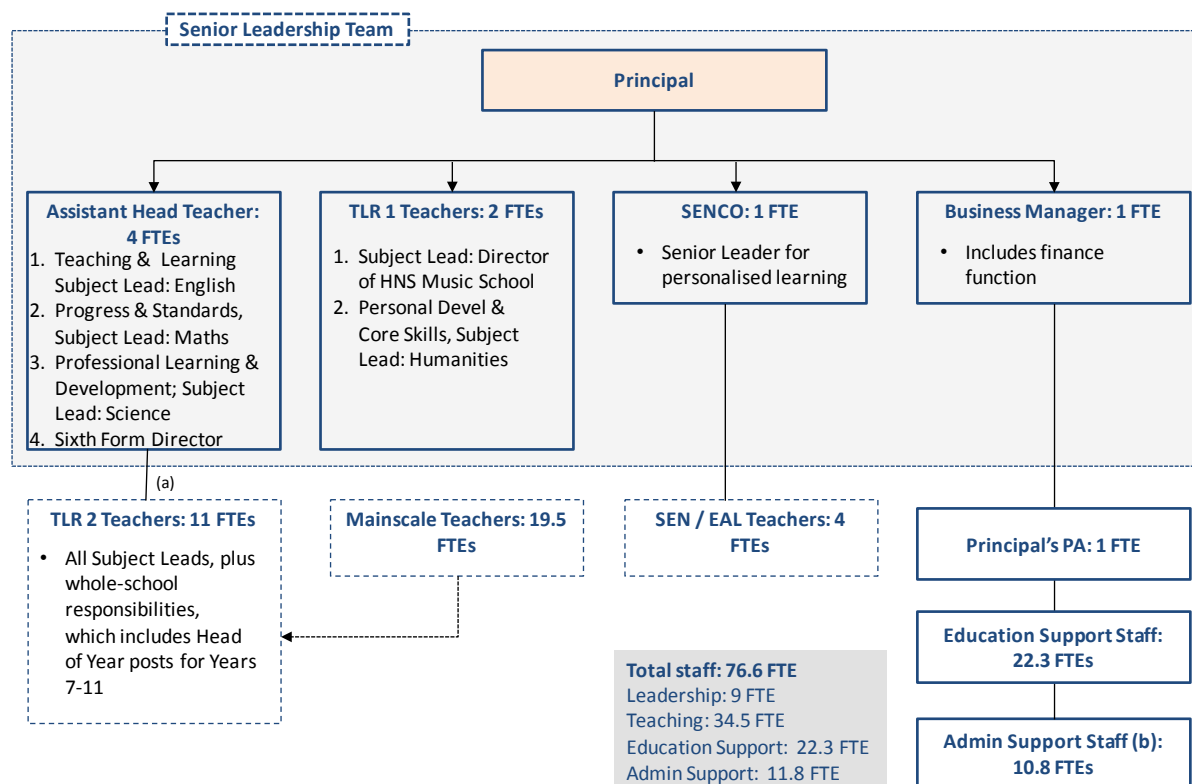 Senior Leadership Team
Principal
Assistant Head Teacher:
4 FTEs
1. Teaching & Learning
Subject Lead: English
2. Progress & Standards,
Subject Lead: Maths
3. Professional Learning &
Development; Subject
Lead: Science
4. Sixth Form Director
TLR 1 Teachers: 2 FTEs
1. Subject Lead: Director
of HNS Music School
2. Personal Devel &
Core Skills, Subject
Lead: Humanities
SENCO: 1 FTE
• Senior Leader for
personalised learning
Business Manager: 1 FTE
• Includes finance
function
(a)
TLR 2 Teachers: 11 FTEs
• All Subject Leads, plus
whole-school
responsibilities,
which includes Head
of Year posts for Years
7-11
Mainscale Teachers: 19.5
FTEs
SEN / EAL Teachers: 4
FTEs
Principal's PA: 1 FTE
Education Support Staff:
22.3 FTEs
Admin Support Staff (b):
10.8 FTEs
Total staff: 76.6 FTE
Leadership: 9 FTE
Teaching: 34.5 FTE
Education Support: 22.3 FTE
Admin Support: 11.8 FTE